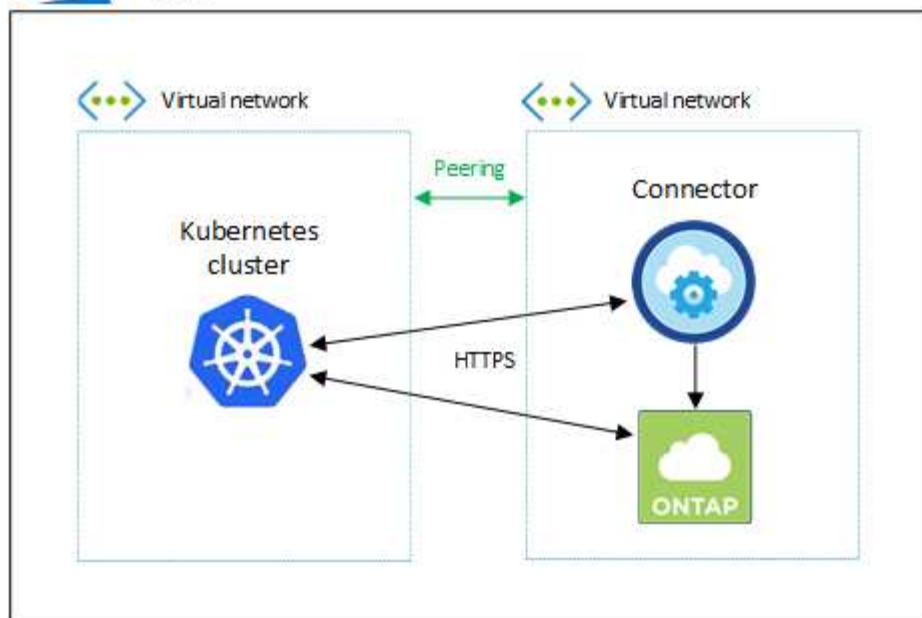 Virtual network
Virtual network
Peering
Connector
Kubernetes
cluster
HTTPS
ONTAP